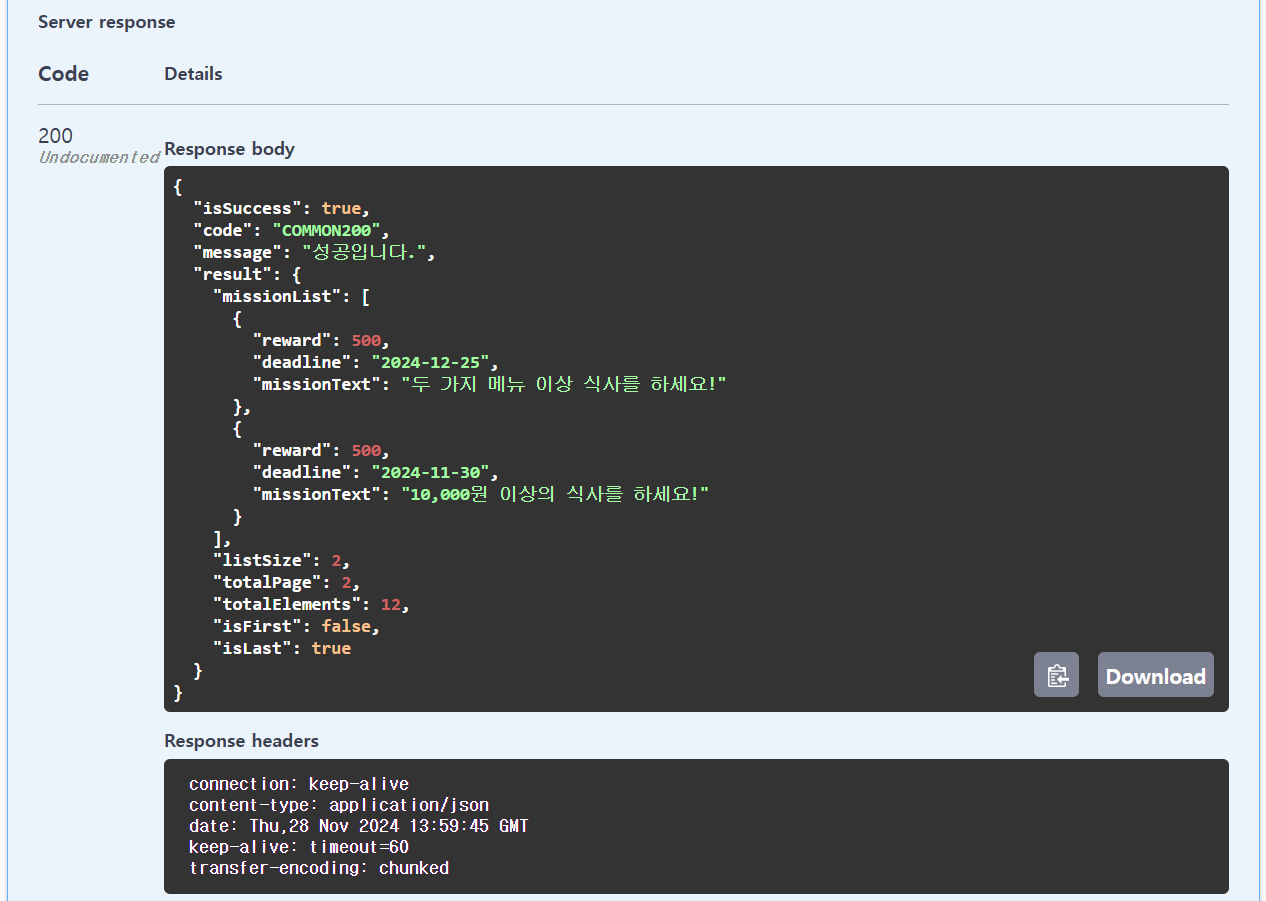 Server response
Code Details
200
Undocumented
Response body
{
  "isSuccess": true,
  "code": "COMMON200",
  "message": "성공입니다.",
  "result": {
    "missionList": [
      {
        "reward": 500,
        "deadline": "2024-12-25",
        "missionText": "두 가지 메뉴 이상 식사를 하세요!"
      },
      {
        "reward": 500,
        "deadline": "2024-11-30",
        "missionText": "10,000원 이상의 식사를 하세요!"
      }
    ],
    "listSize": 2,
    "totalPage": 2,
    "totalElements": 12,
    "isFirst": false,
    "isLast": true
  }
}
Download
Response headers
connection: keep-alive
content-type: application/json
date: Thu,28 Nov 2024 13:59:45 GMT
keep-alive: timeout=60
transfer-encoding: chunked